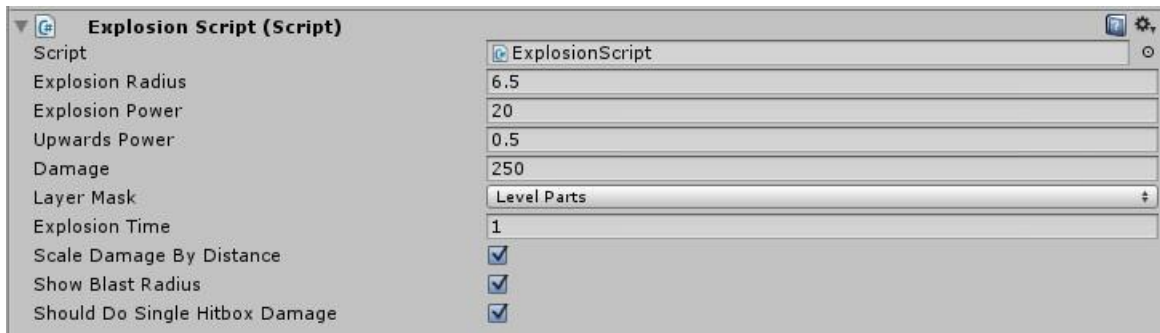 Explosion Script (Script)
Script ExplosionScript
Explosion Radius 6.5
Explosion Power 20
Upwards Power 0.5
Damage 250
Layer Mask Level Parts
Explosion Time 1
Scale Damage By Distance
Show Blast Radius
Should Do Single Hitbox Damage